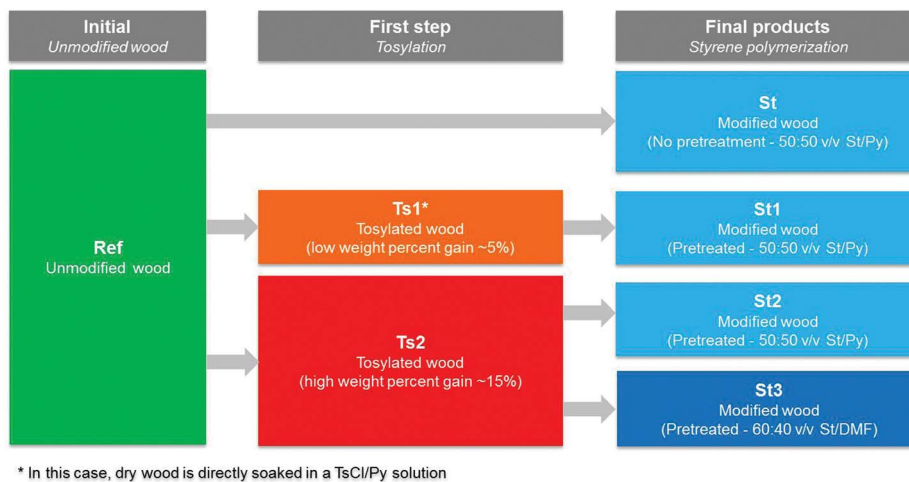 Initial
Unmodified wood
First step
Tosylation
Final products
Styrene polymerization
Ref
Unmodified wood
Ts1*
Tosylated wood
(low weight percent gain ~5%)
Ts2
Tosylated wood
(high weight percent gain ~15%)
St
Modified wood
(No pretreatment - 50:50 v/v St/Py)
St1
Modified wood
(Pretreated - 50:50 v/v St/Py)
St2
Modified wood
(Pretreated - 50:50 v/v St/Py)
St3
Modified wood
(Pretreated - 60:40 v/v St/DMF)
* In this case, dry wood is directly soaked in a TsCl/Py solution